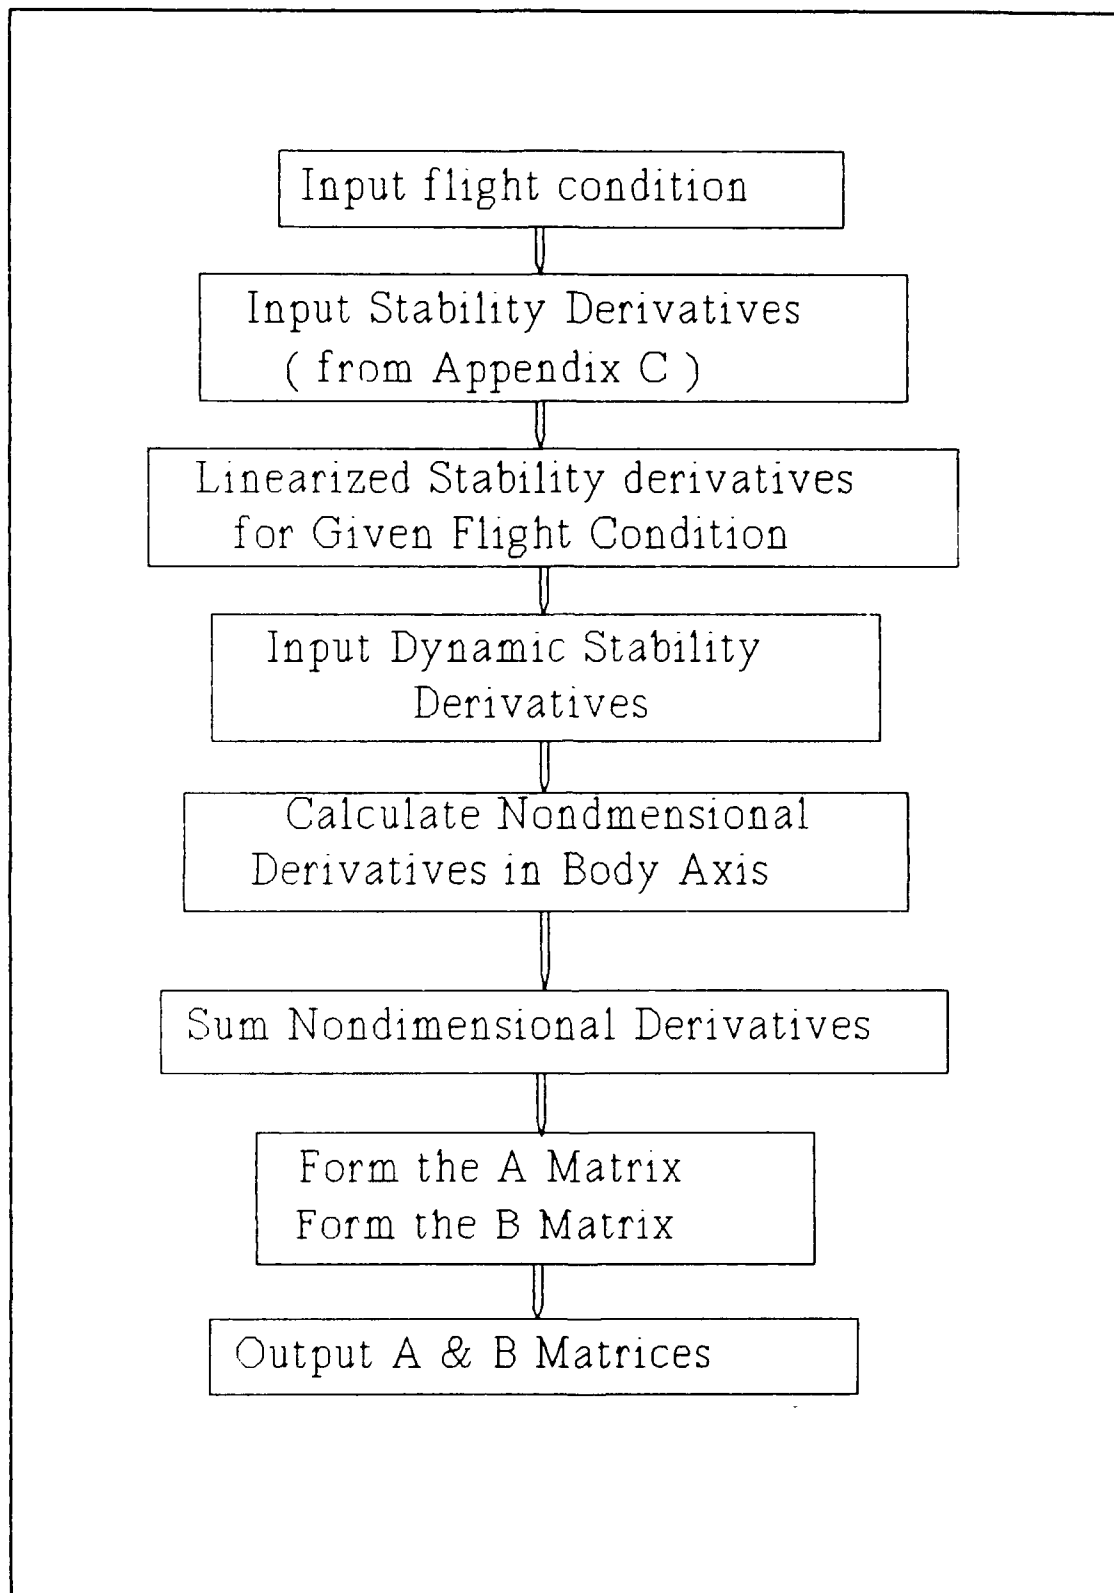 Input flight condition
Input Stability Derivatives
( from Appendix C )
Linearized Stability derivatives
for Given Flight Condition
Input Dynamic Stability
Derivatives
Calculate Nondmensional
Derivatives in Body Axis
Sum Nondimensional Derivatives
Form the A Matrix
Form the B Matrix
Output A & B Matrices